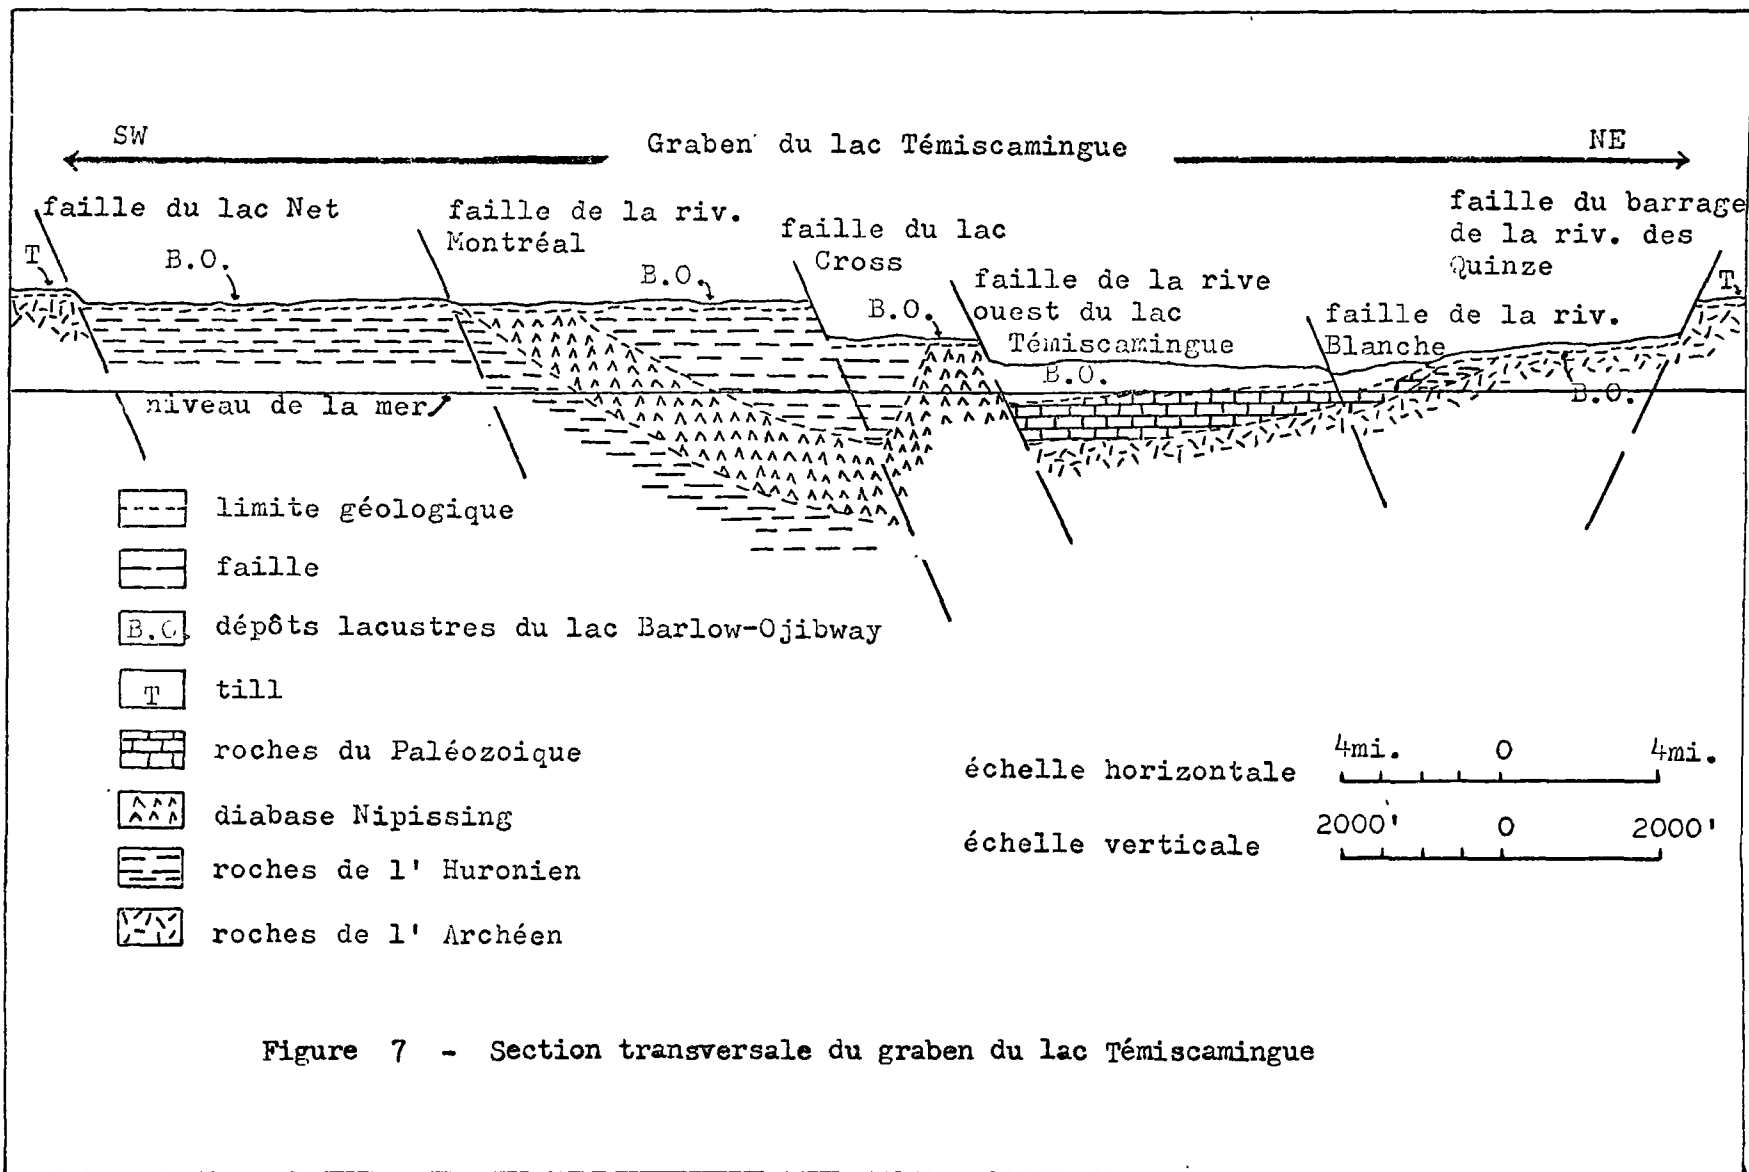 SW
Graben du lac Témiscamingue
NE
faille du lac Net
faille de la riv.
Montréal
faille du lac
Cross
faille de la rive
ouest du lac
Témiscamingue
faille de la riv.
Blanche
faille du barrage
de la riv. des
Quinze
T
B.O.
B.O.
B.O.
B.O.
B.O.
T
niveau de la mer
limite géologique
faille
B.O. dépôts lacustres du lac Barlow-Ojibway
T till
roches du Paléozoique
diabase Nipissing
roches de l' Huronien
roches de l' Archéen
échelle horizontale 4mi. 0 4mi.
échelle verticale 2000' 0 2000'
Figure 7 - Section transversale du graben du lac Témiscamingue